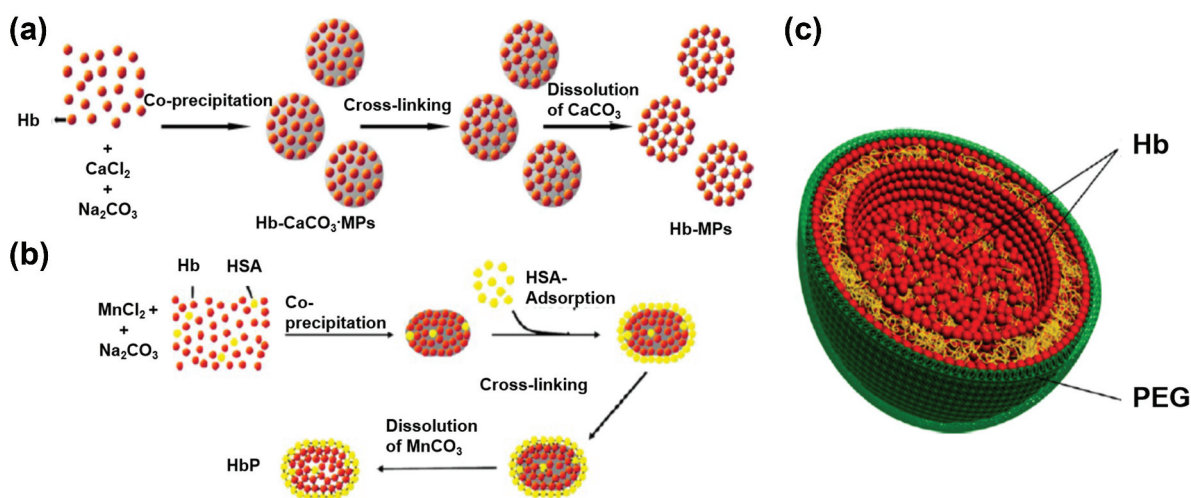 (a)
Hb
+
CaCl₂
+
Na₂CO₃
Co-precipitation
Hb-CaCO₃·MPs
Cross-linking
Dissolution
of CaCO₃
Hb-MPs
(b)
MnCl₂ +
+
Na₂CO₃
Hb
HSA
Co-
precipitation
HSA-
Adsorption
Cross-linking
Dissolution
of MnCO₃
HbP
(c)
Hb
PEG